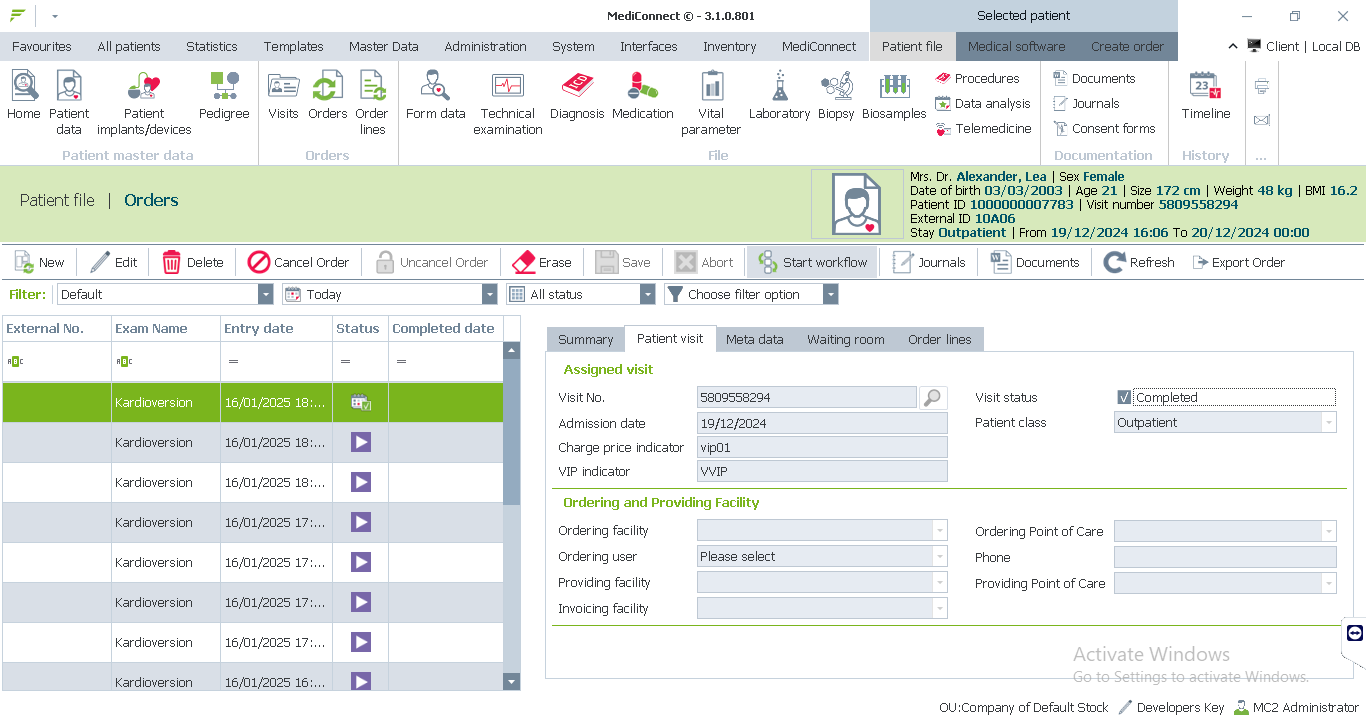 MediConnect © - 3.1.0.801
Selected patient
Favourites
All patients
Statistics
Templates
Master Data
Administration
System
Interfaces
Inventory
MediConnect
Patient file
Medical software
Create order
Client | Local DB
Home
Patient data
Patient implants/devices
Pedigree
Patient master data
Visits
Orders
Order lines
Orders
Form data
Technical examination
Diagnosis
Medication
Vital parameter
Laboratory
Biopsy
Biosamples
Procedures
Data analysis
Telemedicine
File
Documents
Journals
Consent forms
Documentation
23
Timeline
History
...
Patient file | Orders
Mrs. Dr. Alexander, Lea | Sex Female
Date of birth 03/03/2003 | Age 21 | Size 172 cm | Weight 48 kg | BMI 16.2
Patient ID 1000000007783 | Visit number 5809558294
External ID 10A06
Stay Outpatient | From 19/12/2024 16:06 To 20/12/2024 00:00
New
Edit
Delete
Cancel Order
Uncancel Order
Erase
Save
Abort
Start workflow
Journals
Documents
Refresh
Export Order
Filter:
Default
Today
All status
Choose filter option
External No.
Exam Name
Entry date
Status
Completed date
ABC
ABC
=
=
=
Kardioversion 16/01/2025 18:...
Kardioversion 16/01/2025 18:...
Kardioversion 16/01/2025 18:...
Kardioversion 16/01/2025 17:...
Kardioversion 16/01/2025 17:...
Kardioversion 16/01/2025 17:...
Kardioversion 16/01/2025 17:...
Kardioversion 16/01/2025 16:...
Summary
Patient visit
Meta data
Waiting room
Order lines
Assigned visit
Visit No. 5809558294
Visit status Completed
Admission date 19/12/2024
Patient class Outpatient
Charge price indicator vip01
VIP indicator VVIP
Ordering and Providing Facility
Ordering facility
Ordering Point of Care
Ordering user Please select
Phone
Providing facility
Providing Point of Care
Invoicing facility
Activate Windows
Go to Settings to activate Windows.
OU:Company of Default Stock
Developers Key
MC2 Administrator